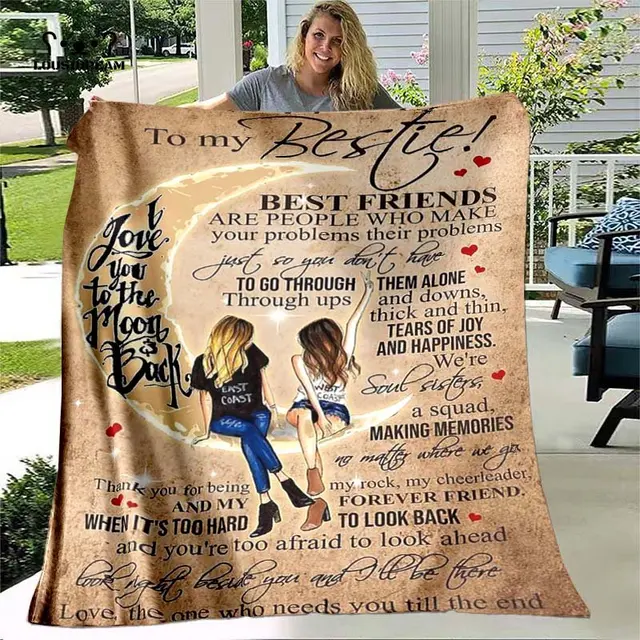 LOUSIDREAM
To my Bestie!
BEST FRIENDS
ARE PEOPLE WHO MAKE
your problems their problems
just so you don't have
TO GO THROUGH THEM ALONE
Through ups and downs,
thick and thin,
TEARS OF JOY
AND HAPPINESS.
We're
Soul sisters,
a squad,
MAKING MEMORIES
no matter where we go
I
Love
you
to the
Moon
&
Back
EAST
COAST
WEST
COAST
Thank you for being my rock, my cheerleader,
AND MY FOREVER FRIEND.
WHEN IT'S TOO HARD TO LOOK BACK
and you're too afraid to look ahead
look right beside you and I'll be there
Love, the one who needs you till the end